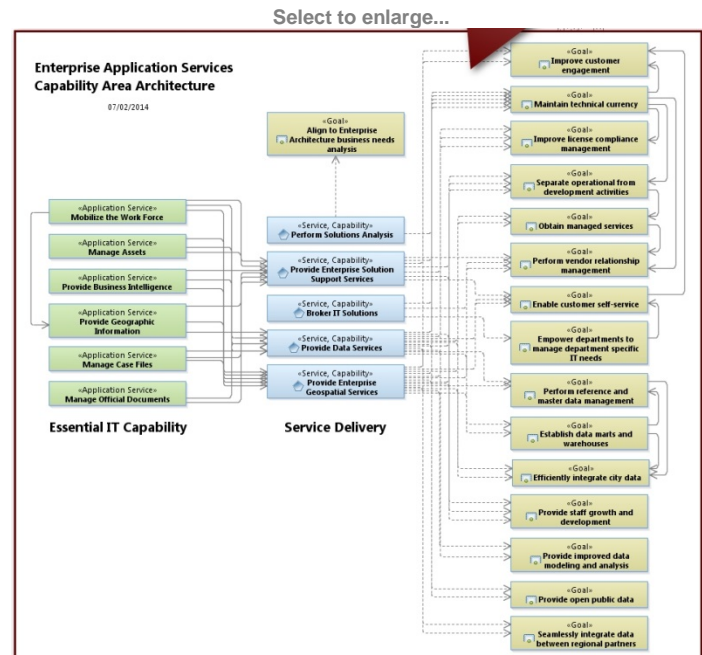 Select to enlarge...
Enterprise Application Services
Capability Area Architecture
07/02/2014
«Goal»
Align to Enterprise
Architecture business needs
analysis
«Application Service»
Mobilize the Work Force
«Application Service»
Manage Assets
«Application Service»
Provide Business Intelligence
«Application Service»
Provide Geographic
Information
«Application Service»
Manage Case Files
«Application Service»
Manage Official Documents
Essential IT Capability
«Service, Capability»
Perform Solutions Analysis
«Service, Capability»
Provide Enterprise Solution
Support Services
«Service, Capability»
Broker IT Solutions
«Service, Capability»
Provide Data Services
«Service, Capability»
Provide Enterprise
Geospatial Services
Service Delivery
«Goal»
Improve customer
engagement
«Goal»
Maintain technical currency
«Goal»
Improve license compliance
management
«Goal»
Separate operational from
development activities
«Goal»
Obtain managed services
«Goal»
Perform vendor relationship
management
«Goal»
Enable customer self-service
«Goal»
Empower departments to
manage department specific
IT needs
«Goal»
Perform reference and
master data management
«Goal»
Establish data marts and
warehouses
«Goal»
Efficiently integrate city data
«Goal»
Provide staff growth and
development
«Goal»
Provide improved data
modeling and analysis
«Goal»
Provide open public data
«Goal»
Seamlessly integrate data
between regional partners